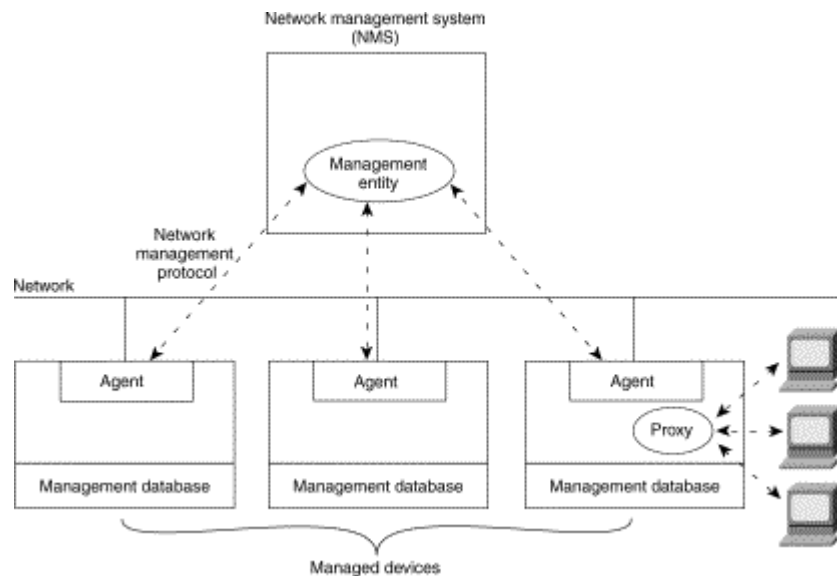 Network management system
(NMS)
Management
entity
Network
management
protocol
Network
Agent
Agent
Agent
Proxy
Management database
Management database
Management database
Managed devices